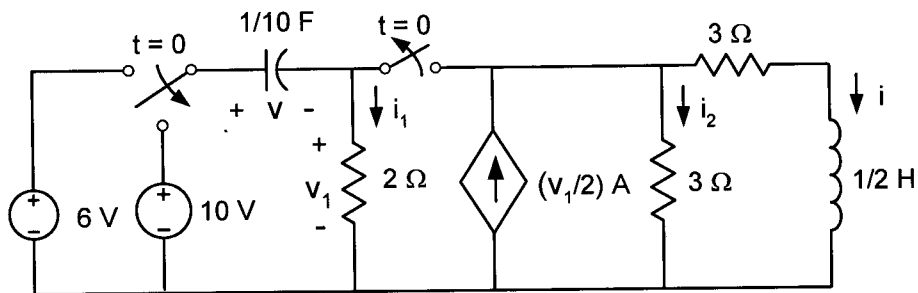 1/10 F
t = 0
t = 0
3 Ω
+ v -
i₁
i₂
i
+
v₁
-
2 Ω
(v₁/2) A
3 Ω
1/2 H
+
-
6 V
+
-
10 V